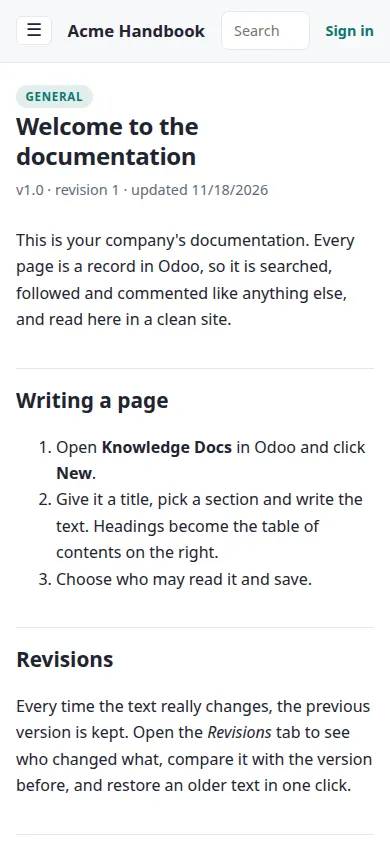 ☰ Acme Handbook Search Sign in
GENERAL
Welcome to the
documentation
v1.0 · revision 1 · updated 11/18/2026
This is your company's documentation. Every
page is a record in Odoo, so it is searched,
followed and commented like anything else,
and read here in a clean site.
Writing a page
1. Open Knowledge Docs in Odoo and click
New.
2. Give it a title, pick a section and write the
text. Headings become the table of
contents on the right.
3. Choose who may read it and save.
Revisions
Every time the text really changes, the previous
version is kept. Open the Revisions tab to see
who changed what, compare it with the version
before, and restore an older text in one click.